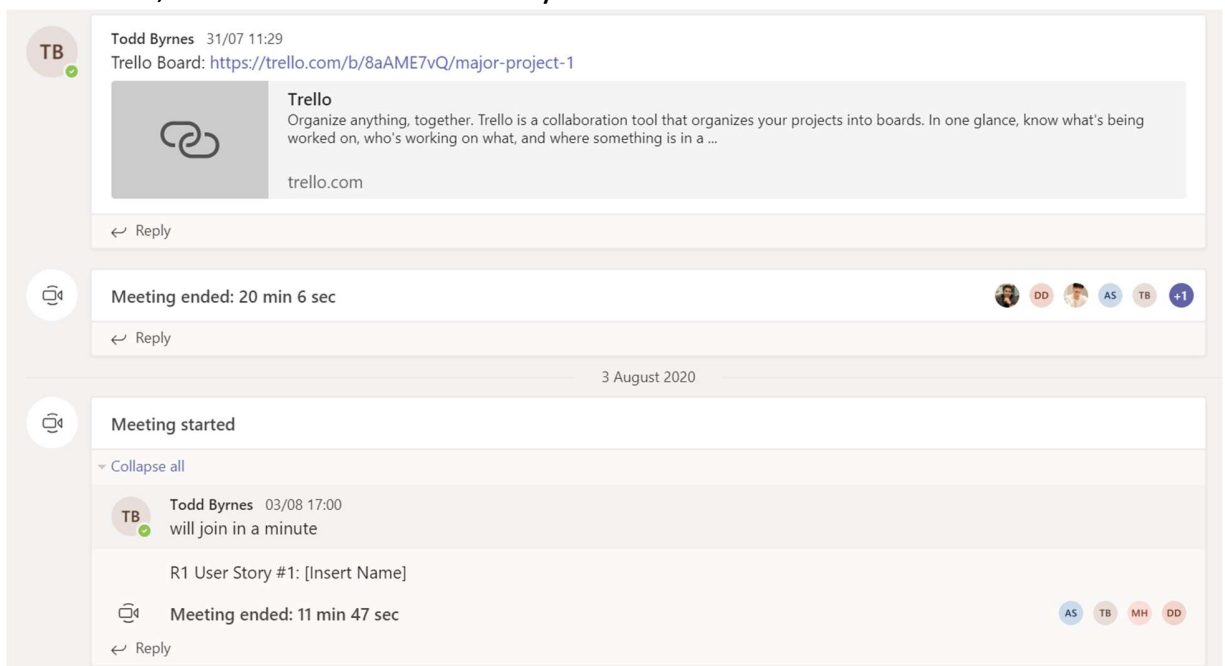 TB
Todd Byrnes 31/07 11:29
Trello Board: https://trello.com/b/8aAME7vQ/major-project-1
Trello
Organize anything, together. Trello is a collaboration tool that organizes your projects into boards. In one glance, know what's being
worked on, who's working on what, and where something is in a ...
trello.com
Reply
Meeting ended: 20 min 6 sec
DD AS TB +1
Reply
3 August 2020
Meeting started
Collapse all
TB
Todd Byrnes 03/08 17:00
will join in a minute
R1 User Story #1: [Insert Name]
Meeting ended: 11 min 47 sec
AS TB MH DD
Reply